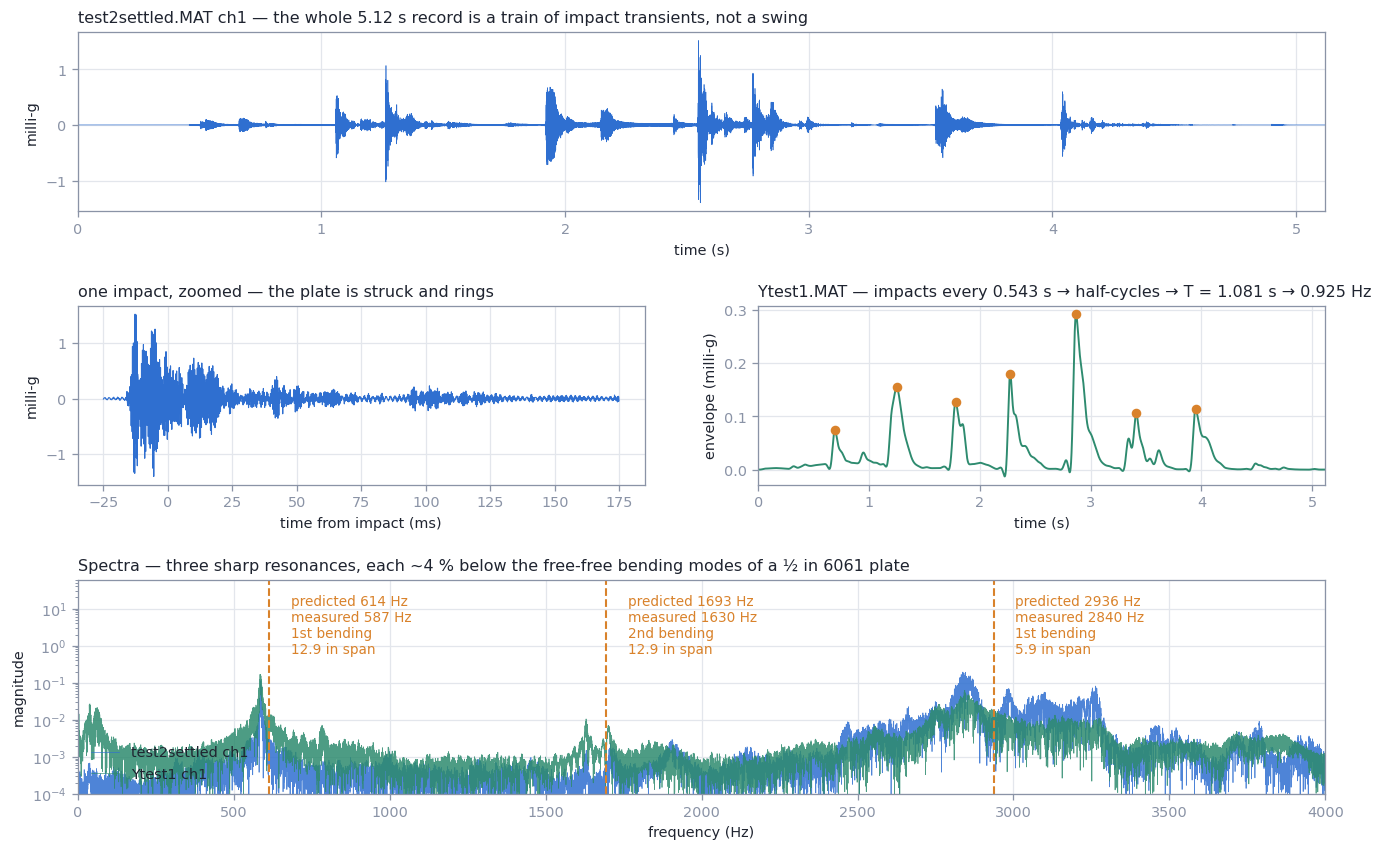 test2settled.MAT ch1 — the whole 5.12 s record is a train of impact transients, not a swing
milli-g
1
0
−1
0
1
2
3
4
5
time (s)
one impact, zoomed — the plate is struck and rings
milli-g
1
0
−1
−25
0
25
50
75
100
125
150
175
time from impact (ms)
Ytest1.MAT — impacts every 0.543 s → half-cycles → T = 1.081 s → 0.925 Hz
envelope (milli-g)
0.3
0.2
0.1
0.0
0
1
2
3
4
5
time (s)
Spectra — three sharp resonances, each ~4 % below the free-free bending modes of a ½ in 6061 plate
magnitude
10¹
10⁰
10⁻¹
10⁻²
10⁻³
10⁻⁴
predicted 614 Hz
measured 587 Hz
1st bending
12.9 in span
predicted 1693 Hz
measured 1630 Hz
2nd bending
12.9 in span
predicted 2936 Hz
measured 2840 Hz
1st bending
5.9 in span
test2settled ch1
Ytest1 ch1
0
500
1000
1500
2000
2500
3000
3500
4000
frequency (Hz)